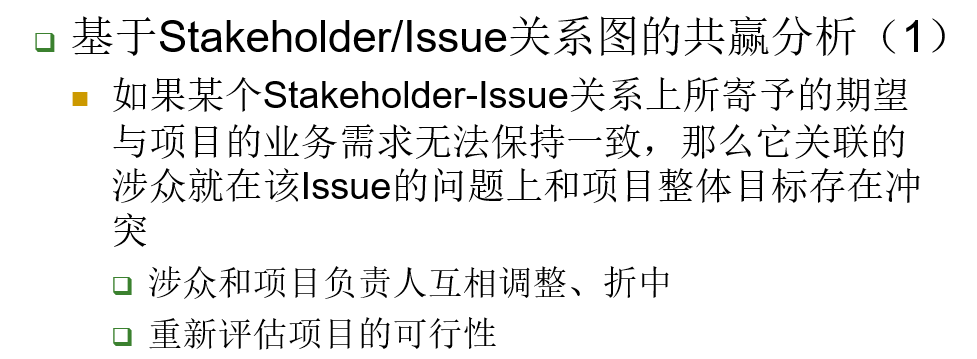 基于Stakeholder/Issue关系图的共赢分析（1）
如果某个Stakeholder-Issue关系上所寄予的期望
与项目的业务需求无法保持一致，那么它关联的
涉众就在该Issue的问题上和项目整体目标存在冲
突
涉众和项目负责人互相调整、折中
重新评估项目的可行性